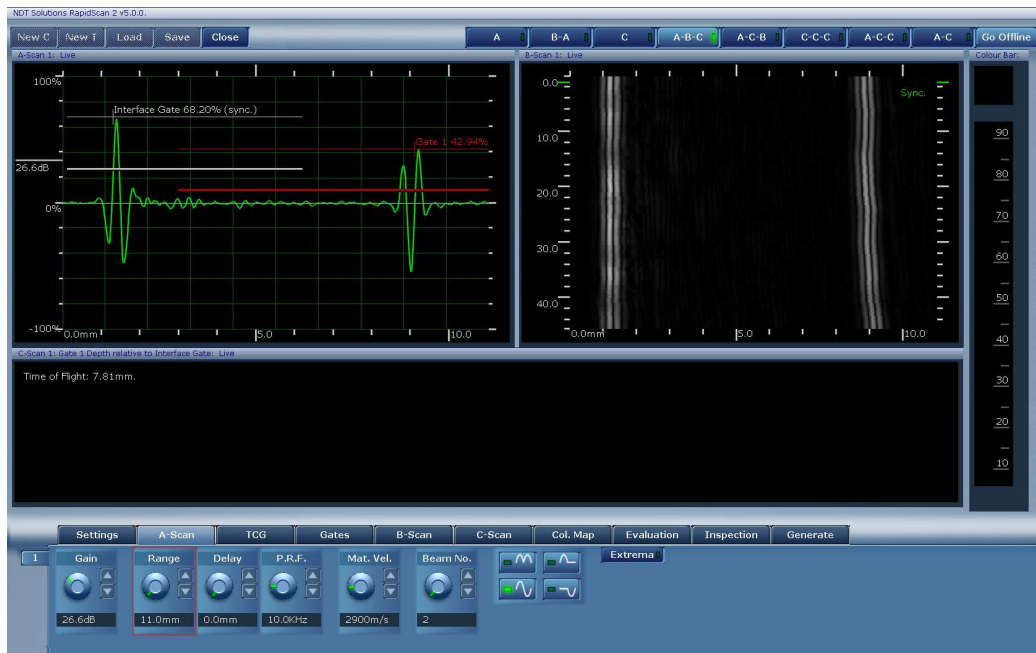 NDT Solutions RapidScan 2 v5.0.0.
New C New T Load Save Close A B-A C A-B-C A-C-B C-C-C A-C-C A-C Go Offline
A-Scan 1: Live
100%
Interface Gate 68.20% (sync.)
Gate 1 42.94%
26.6dB
0%
-100%
0.0mm 5.0 10.0
B-Scan 1: Live
0.0
Sync.
10.0
20.0
30.0
40.0
0.0mm 5.0 10.0
Colour Bar:
90
80
70
60
50
40
30
20
10
C-Scan 1: Gate 1 Depth relative to Interface Gate: Live
Time of Flight: 7.81mm.
Settings A-Scan TCG Gates B-Scan C-Scan Col. Map Evaluation Inspection Generate
1
Gain Range Delay P.R.F. Mat. Vel. Beam No. Extrema
26.6dB 11.0mm 0.0mm 10.0KHz 2900m/s 2